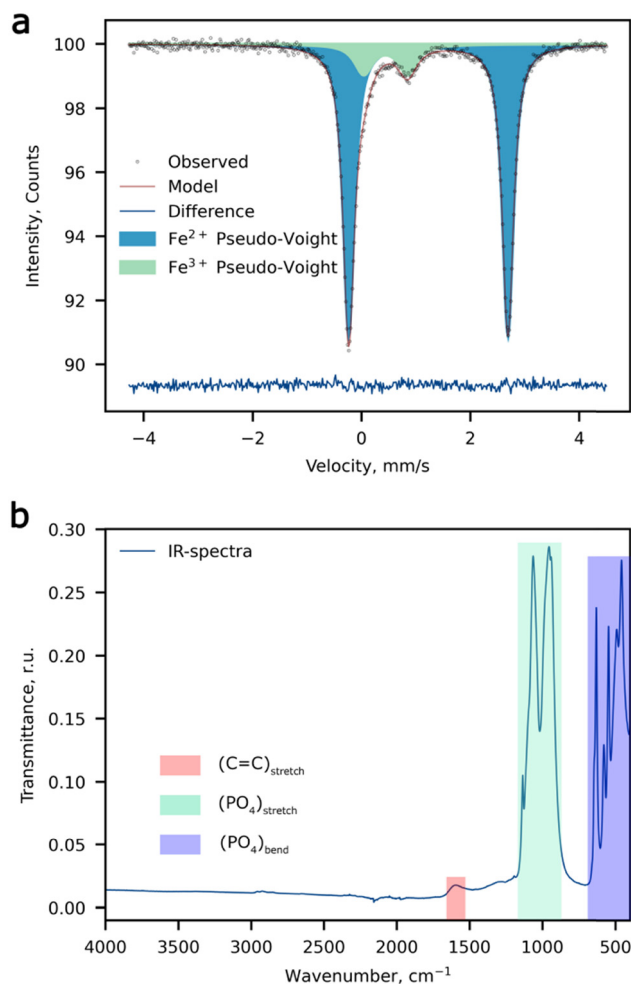 a
100
98
96
94
92
90
Intensity, Counts
Observed
Model
Difference
Fe2+ Pseudo-Voight
Fe3+ Pseudo-Voight
−4 −2 0 2 4
Velocity, mm/s
b
0.30
0.25
0.20
0.15
0.10
0.05
0.00
Transmittance, r.u.
IR-spectra
(C=C)stretch
(PO4)stretch
(PO4)bend
4000 3500 3000 2500 2000 1500 1000 500
Wavenumber, cm−1